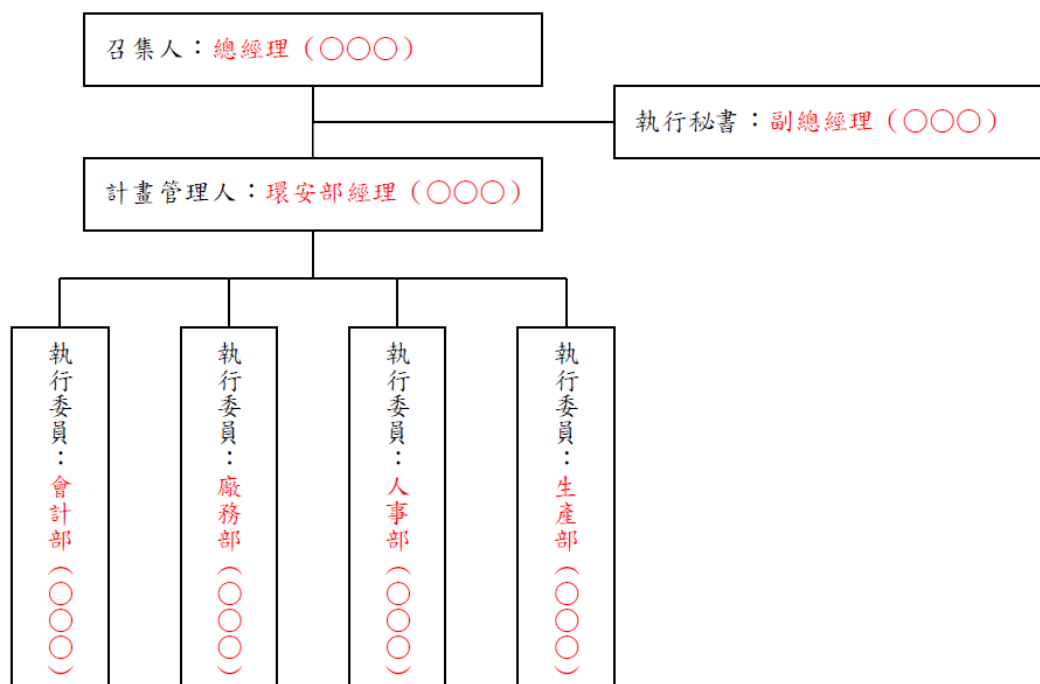 召集人：總經理（○○○）
執行秘書：副總經理（○○○）
計畫管理人：環安部經理（○○○）
執行委員：會計部（○○○）
執行委員：廠務部（○○○）
執行委員：人事部（○○○）
執行委員：生產部（○○○）